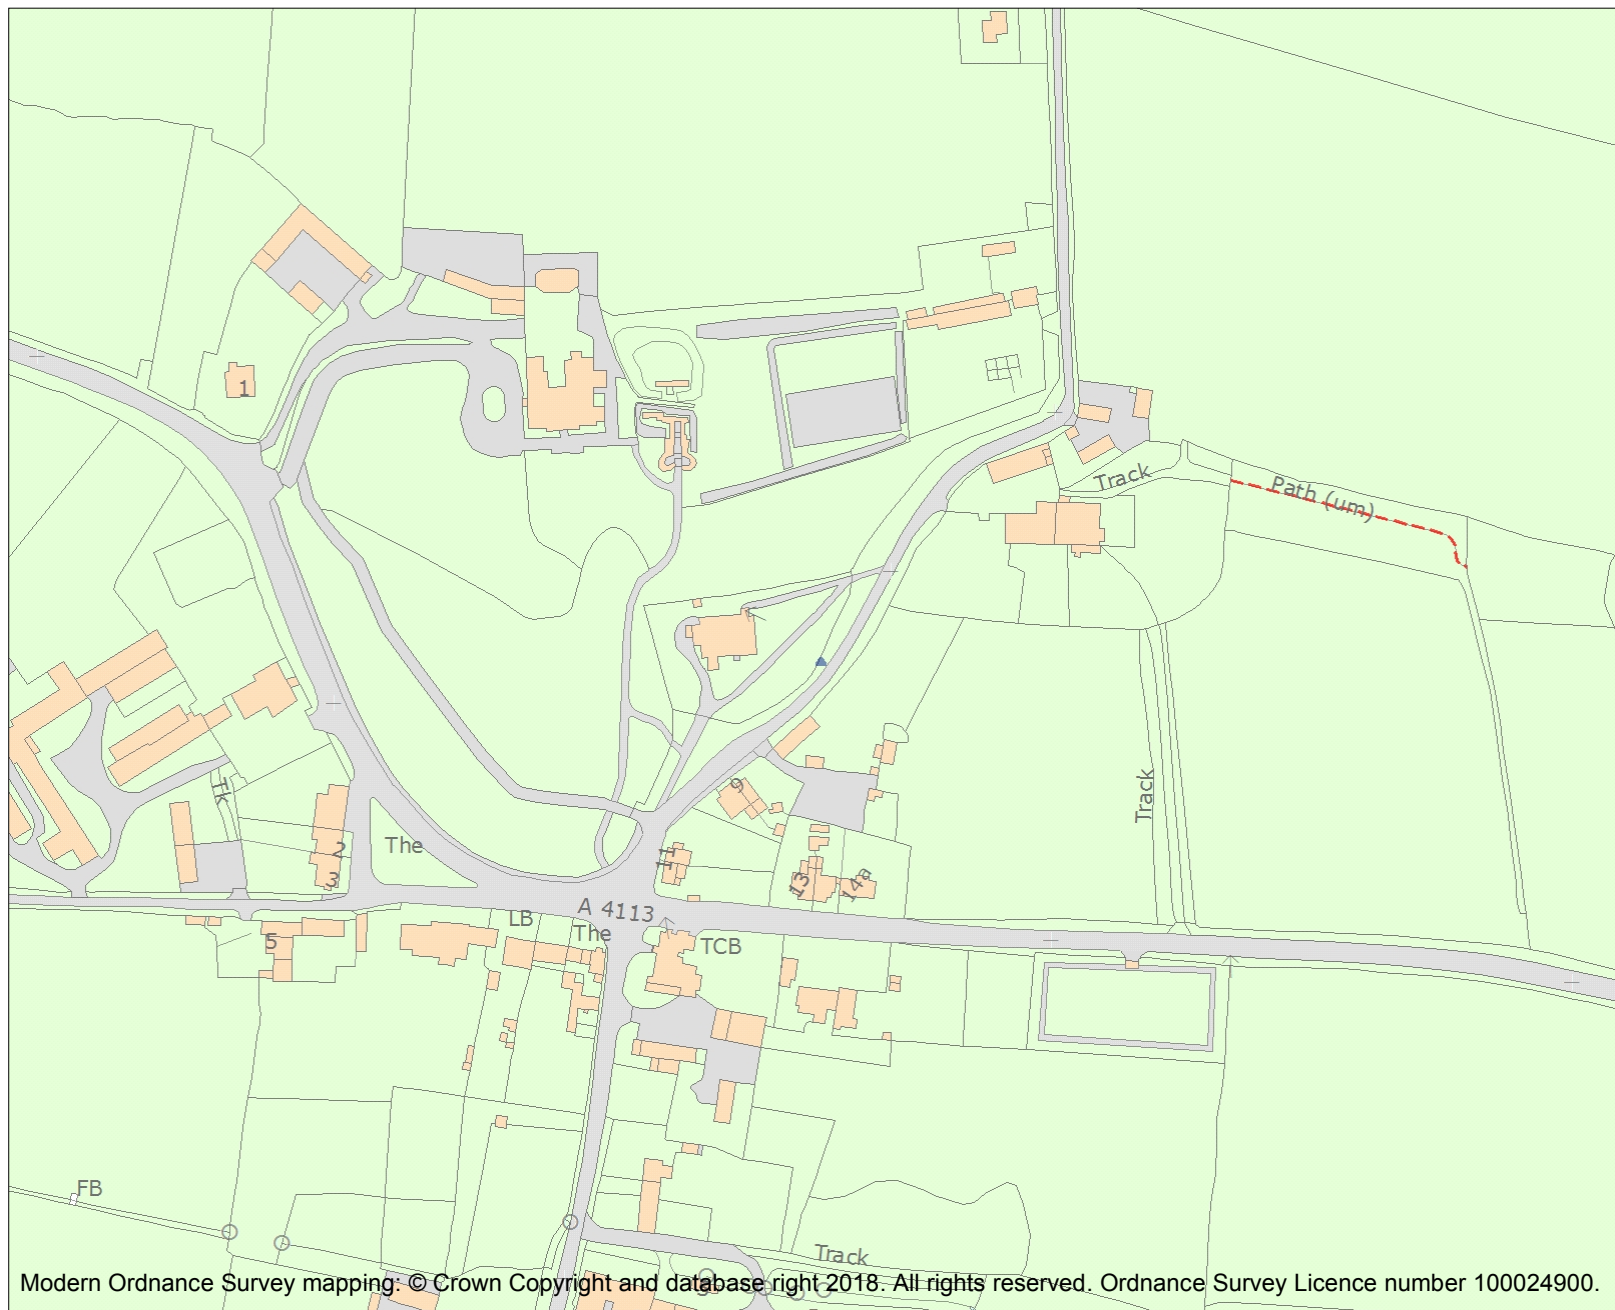 1
Track
Path (um)
9
Tk
The
2
3
11
13
14a
A 4113
LB
The
TCB
5
FB
Track
Track
Modern Ordnance Survey mapping: © Crown Copyright and database right 2018. All rights reserved. Ordnance Survey Licence number 100024900.